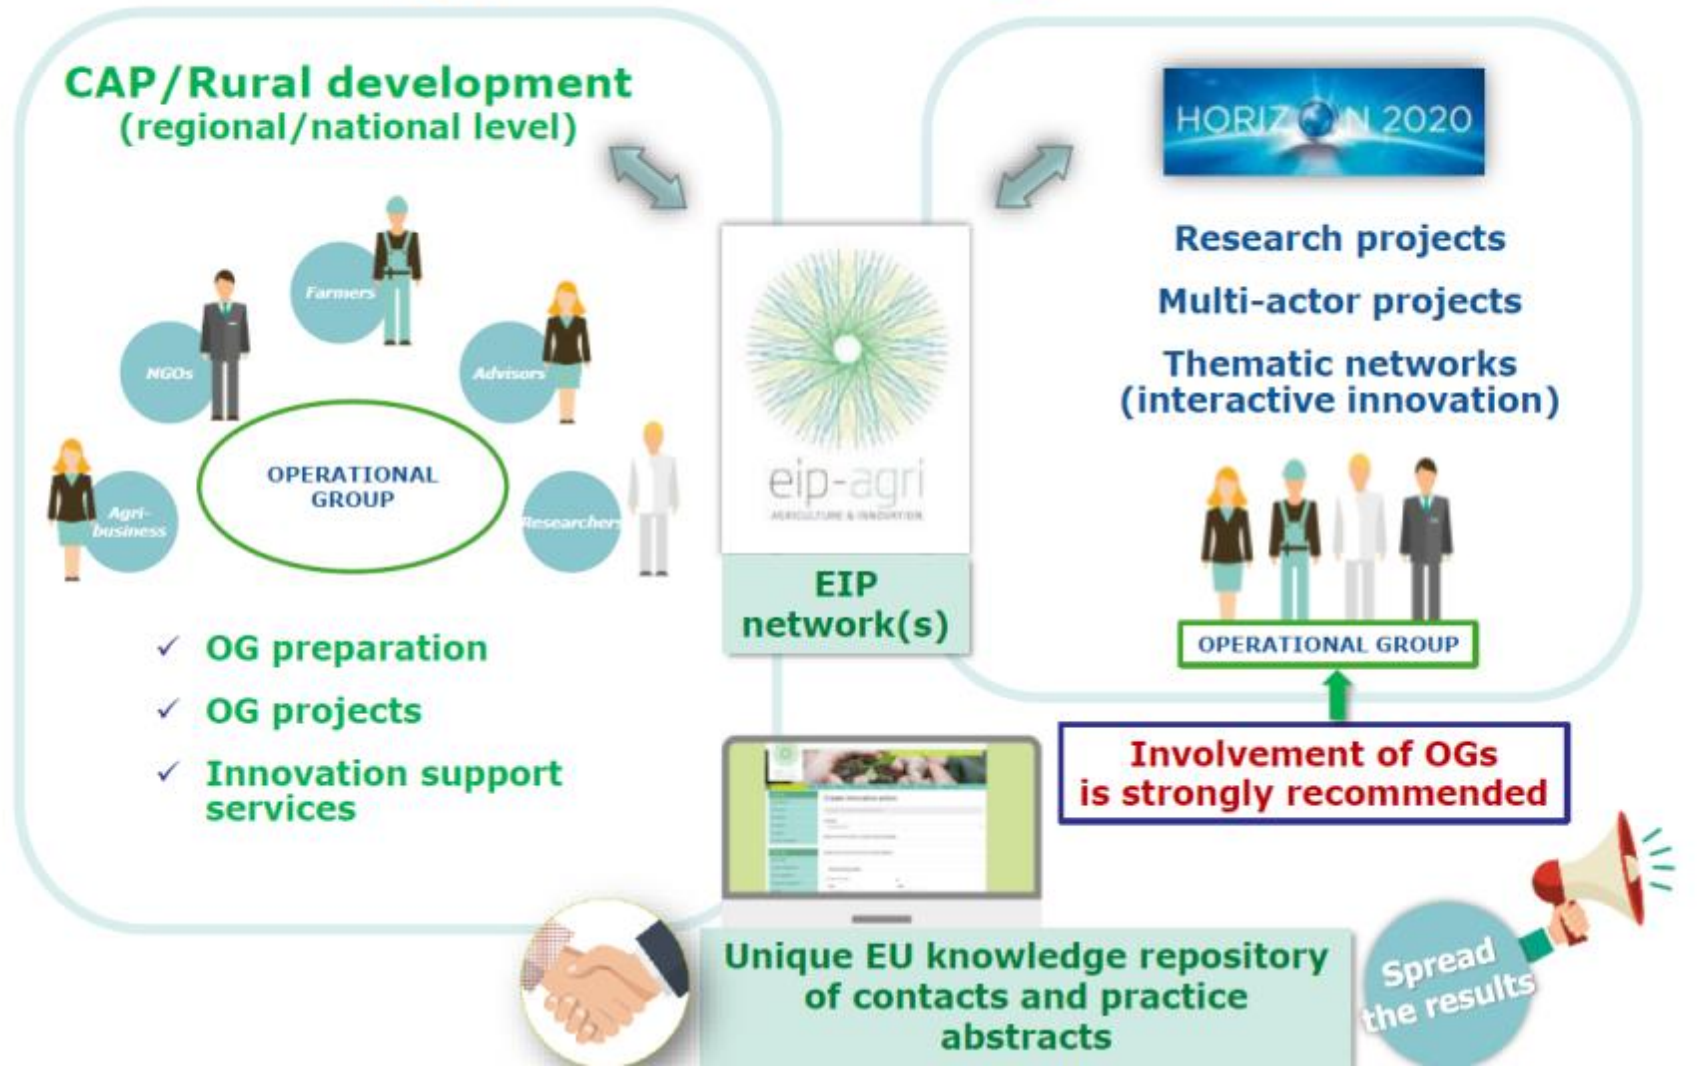 CAP/Rural development
(regional/national level)
Farmers
NGOs
Advisors
Agri-
business
Researchers
OPERATIONAL
GROUP
✓ OG preparation
✓ OG projects
✓ Innovation support
services
eip-agri
AGRICULTURE & INNOVATION
EIP
network(s)
HORIZON 2020
Research projects
Multi-actor projects
Thematic networks
(interactive innovation)
OPERATIONAL GROUP
Involvement of OGs
is strongly recommended
Unique EU knowledge repository
of contacts and practice
abstracts
Spread
the results